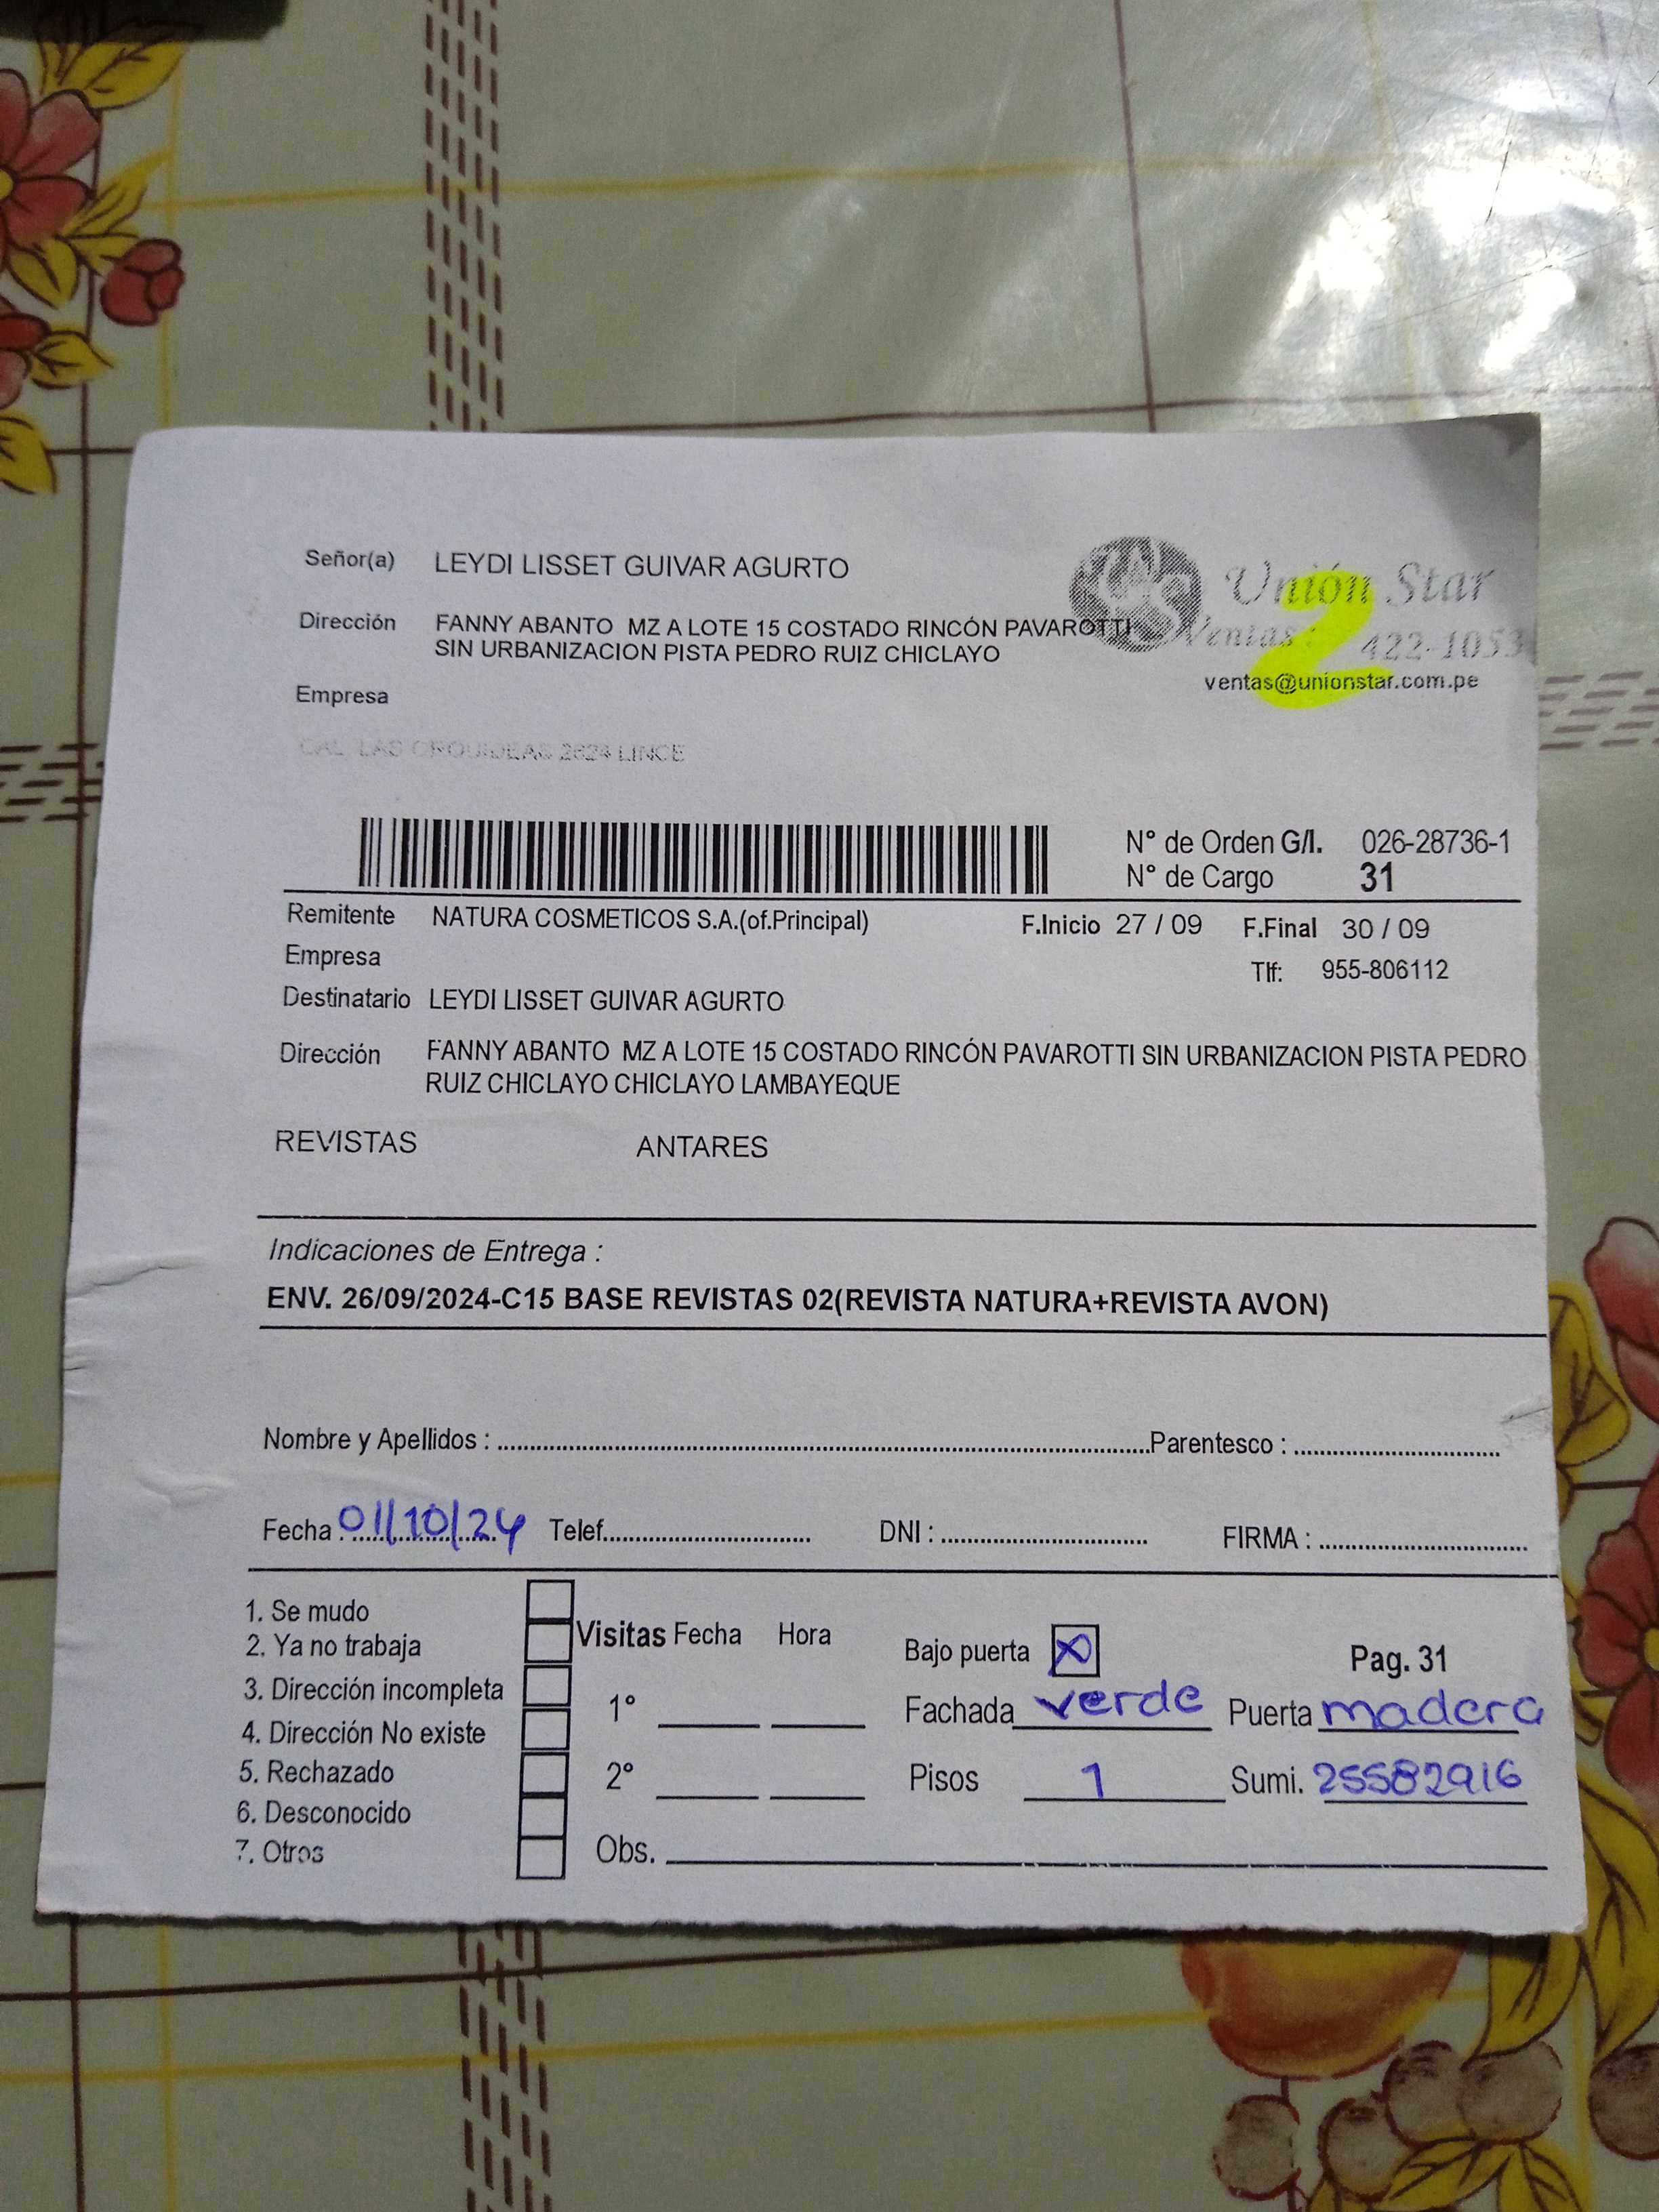 Señor(a) LEYDI LISSET GUIVAR AGURTO
Dirección FANNY ABANTO MZ A LOTE 15 COSTADO RINCÓN PAVAROTTI
SIN URBANIZACION PISTA PEDRO RUIZ CHICLAYO
Unión Star
Ventas: 422-1053
ventas@unionstar.com.pe
2
Empresa
CAL LAS ORQUIDEAS 2624 LINCE
N° de Orden G/I. 026-28736-1
N° de Cargo 31
Remitente NATURA COSMETICOS S.A.(of.Principal) F.Inicio 27 / 09 F.Final 30 / 09
Empresa Tlf: 955-806112
Destinatario LEYDI LISSET GUIVAR AGURTO
Dirección FANNY ABANTO MZ A LOTE 15 COSTADO RINCÓN PAVAROTTI SIN URBANIZACION PISTA PEDRO
RUIZ CHICLAYO CHICLAYO LAMBAYEQUE
REVISTAS ANTARES
Indicaciones de Entrega :
ENV. 26/09/2024-C15 BASE REVISTAS 02(REVISTA NATURA+REVISTA AVON)
Nombre y Apellidos : Parentesco :
Fecha : 01/10/24 Telef. DNI : FIRMA :
1. Se mudo
2. Ya no trabaja
3. Dirección incompleta
4. Dirección No existe
5. Rechazado
6. Desconocido
7. Otros
Visitas Fecha Hora
1°
2°
Obs.
Bajo puerta X Pag. 31
Fachada verde Puerta madera
Pisos 1 Sumi. 25582916